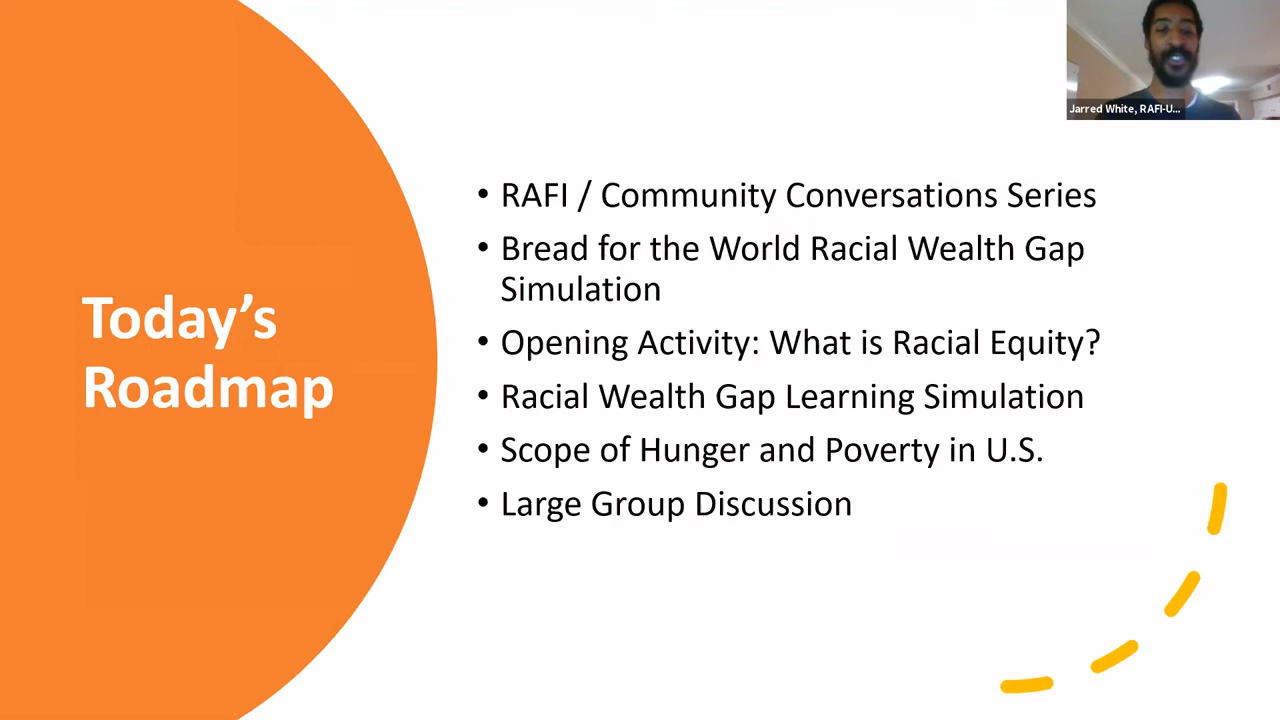 Jarred White, RAFI-U...
Today's
Roadmap
• RAFI / Community Conversations Series
• Bread for the World Racial Wealth Gap
Simulation
• Opening Activity: What is Racial Equity?
• Racial Wealth Gap Learning Simulation
• Scope of Hunger and Poverty in U.S.
• Large Group Discussion